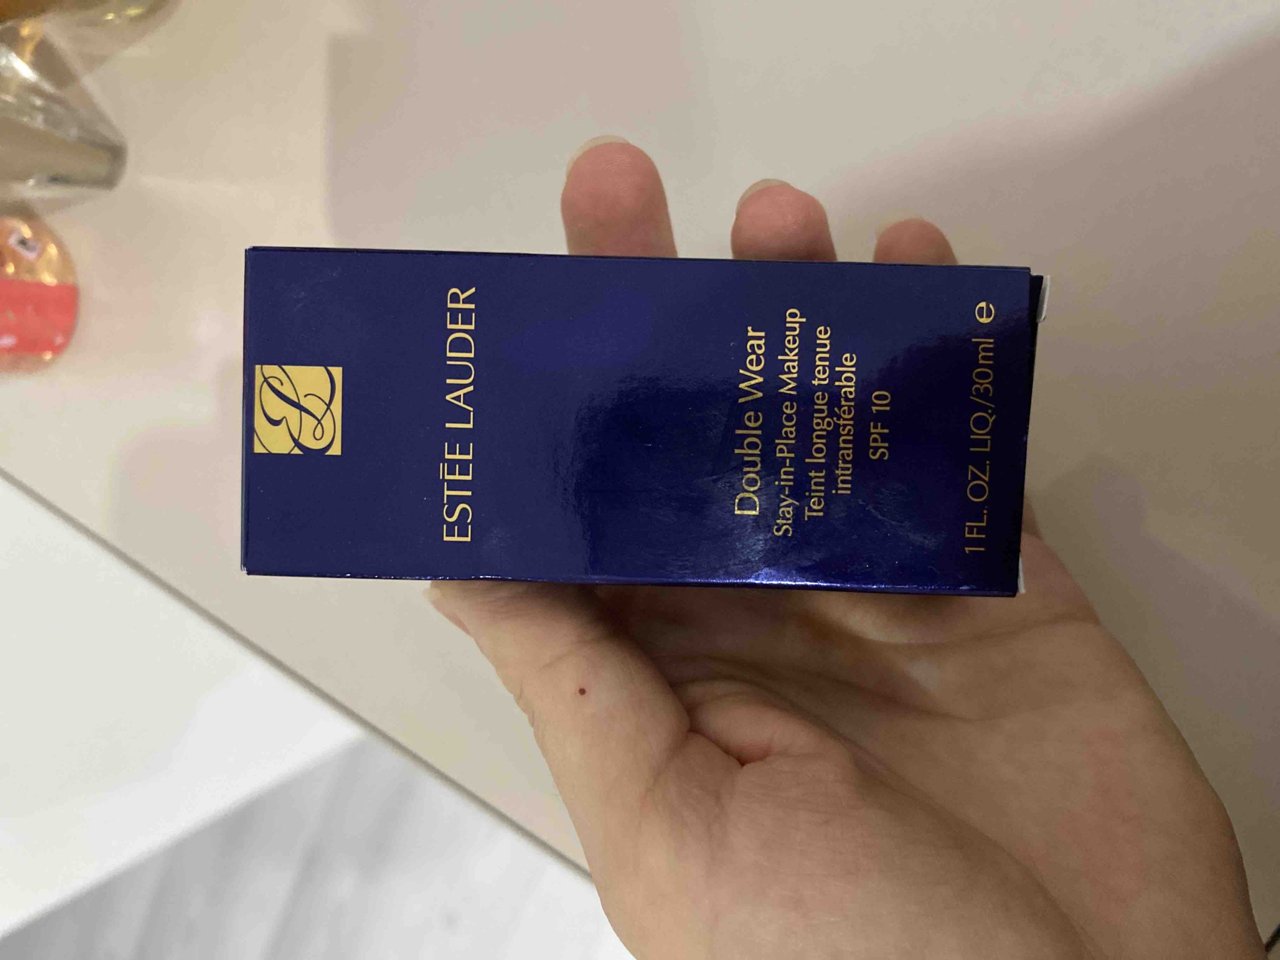 ESTĒE LAUDER
Double Wear
Stay-in-Place Makeup
Teint longue tenue
intransférable
SPF 10
1 FL. OZ. LIQ./30ml e